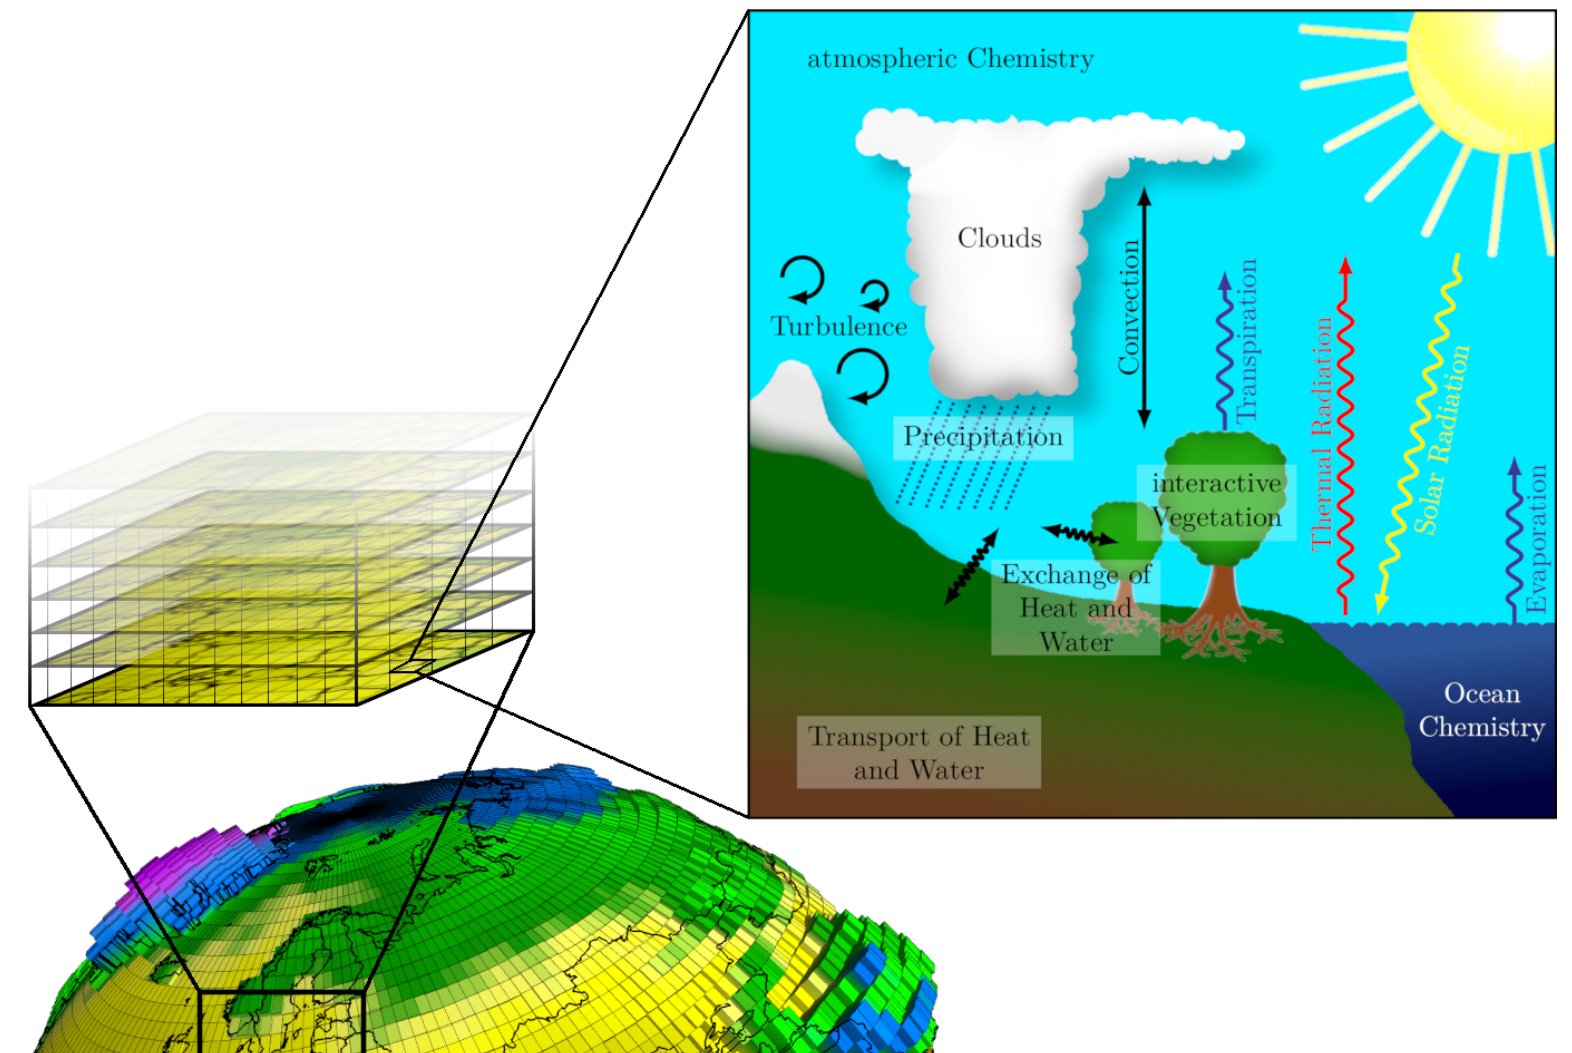 atmospheric Chemistry
Clouds
Convection
Turbulence
Transpiration
Thermal Radiation
Solar Radiation
Precipitation
interactive
Vegetation
Evaporation
Exchange of
Heat and
Water
Ocean
Chemistry
Transport of Heat
and Water